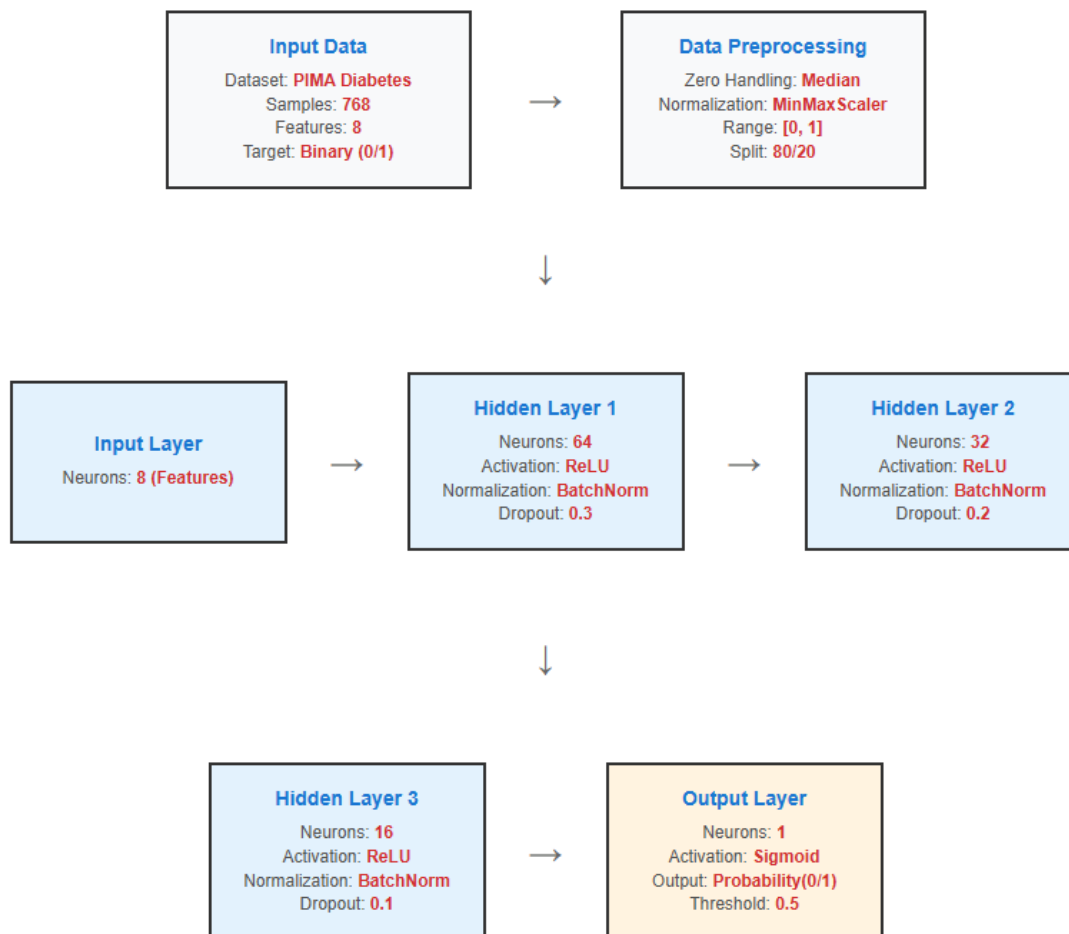 Input Data
Dataset: PIMA Diabetes
Samples: 768
Features: 8
Target: Binary (0/1)
Data Preprocessing
Zero Handling: Median
Normalization: MinMaxScaler
Range: [0, 1]
Split: 80/20
Input Layer
Neurons: 8 (Features)
Hidden Layer 1
Neurons: 64
Activation: ReLU
Normalization: BatchNorm
Dropout: 0.3
Hidden Layer 2
Neurons: 32
Activation: ReLU
Normalization: BatchNorm
Dropout: 0.2
Hidden Layer 3
Neurons: 16
Activation: ReLU
Normalization: BatchNorm
Dropout: 0.1
Output Layer
Neurons: 1
Activation: Sigmoid
Output: Probability(0/1)
Threshold: 0.5